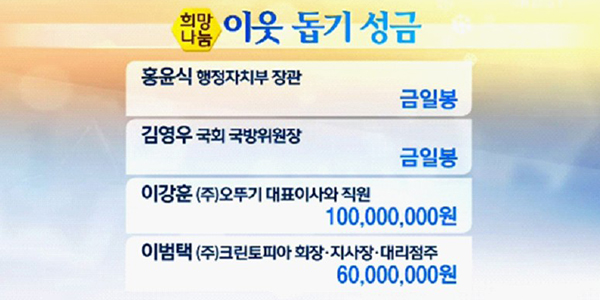 희망
나눔
이웃 돕기 성금
홍윤식 행정자치부 장관
금일봉
김영우 국회 국방위원장
금일봉
이강훈 (주)오뚜기 대표이사와 직원
100,000,000원
이범택 (주)크린토피아 회장·지사장·대리점주
60,000,000원